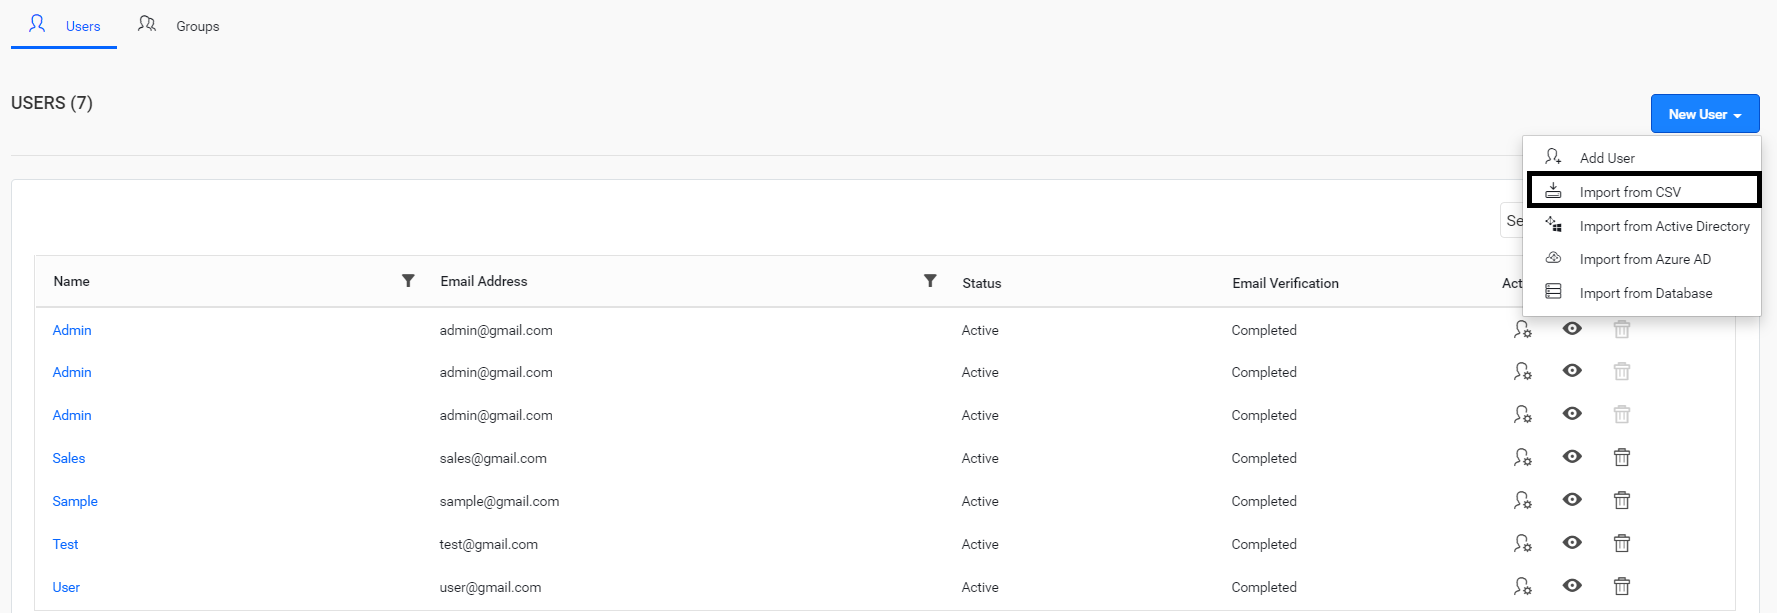 Users Groups
USERS (7)
New User
Add User
Import from CSV
Import from Active Directory
Import from Azure AD
Import from Database
Se
Name Email Address Status Email Verification Act
Admin admin@gmail.com Active Completed
Admin admin@gmail.com Active Completed
Admin admin@gmail.com Active Completed
Sales sales@gmail.com Active Completed
Sample sample@gmail.com Active Completed
Test test@gmail.com Active Completed
User user@gmail.com Active Completed